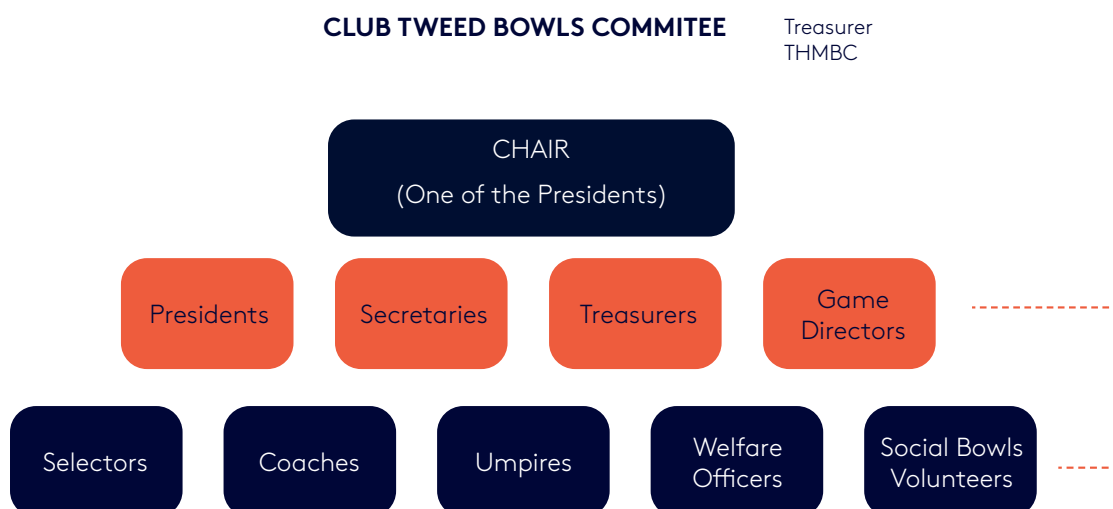 CLUB TWEED BOWLS COMMITEE
Treasurer
THMBC
CHAIR
(One of the Presidents)
Presidents
Secretaries
Treasurers
Game
Directors
Selectors
Coaches
Umpires
Welfare
Officers
Social Bowls
Volunteers